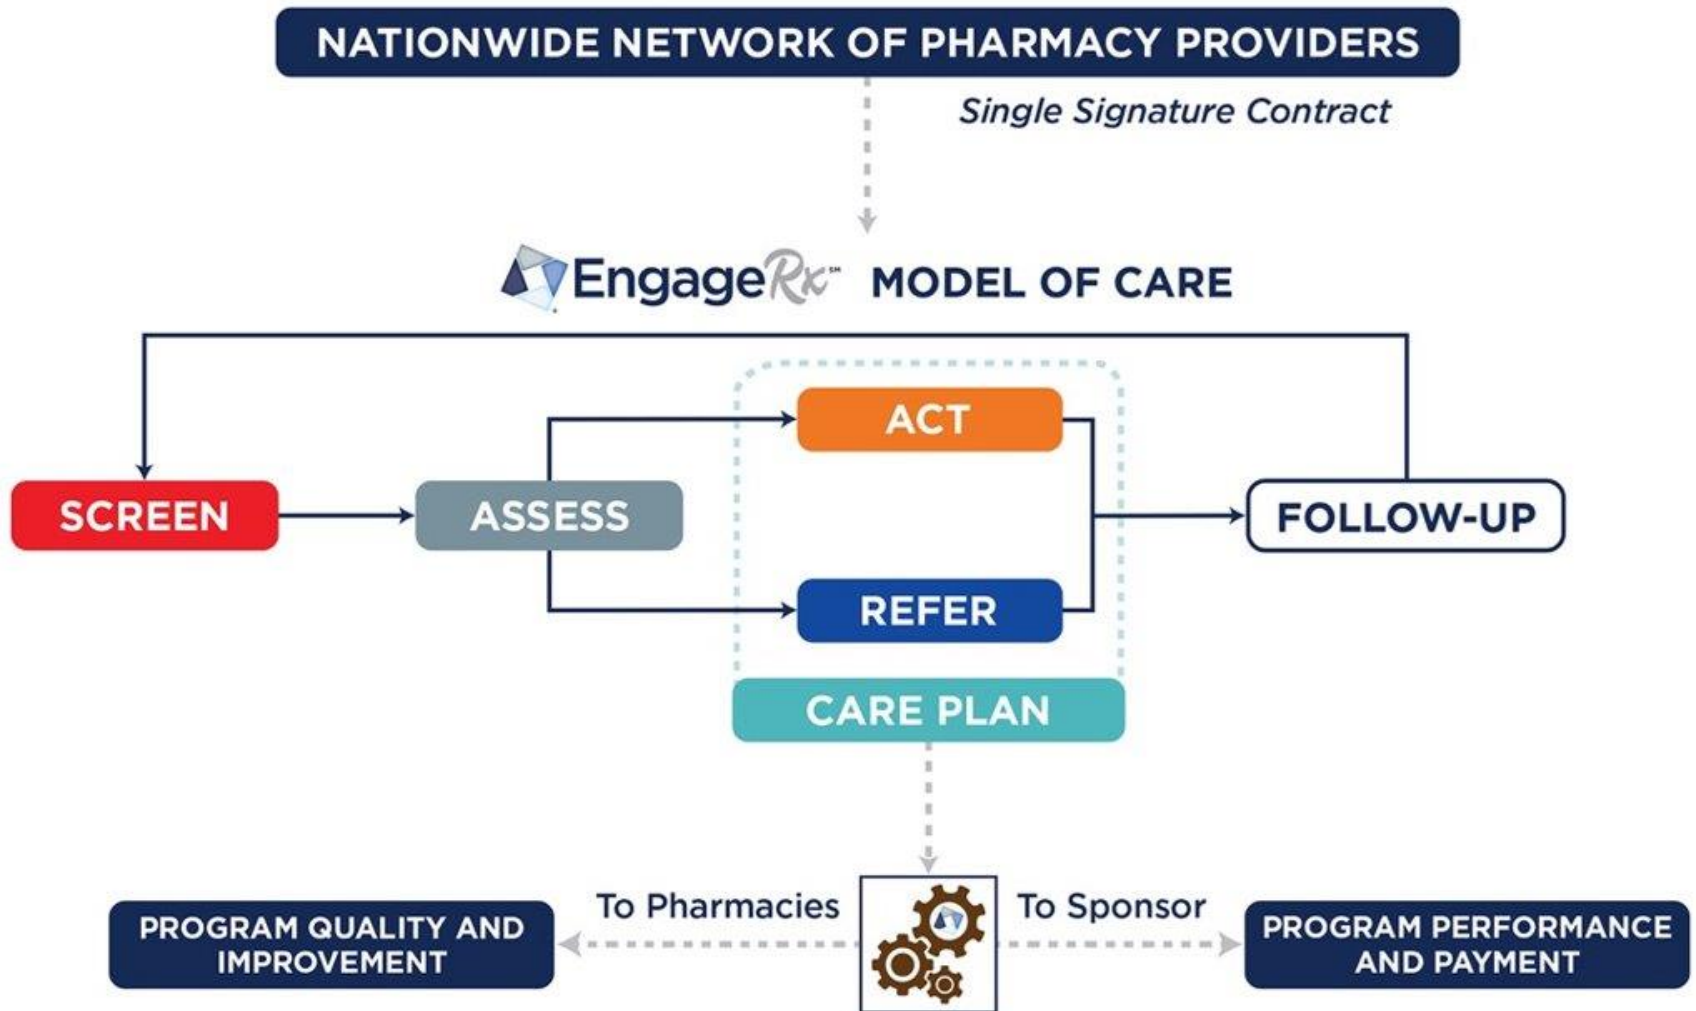 NATIONWIDE NETWORK OF PHARMACY PROVIDERS
Single Signature Contract
EngageRx℠ MODEL OF CARE
ACT
SCREEN
ASSESS
FOLLOW-UP
REFER
CARE PLAN
To Pharmacies
To Sponsor
PROGRAM QUALITY AND
IMPROVEMENT
PROGRAM PERFORMANCE
AND PAYMENT